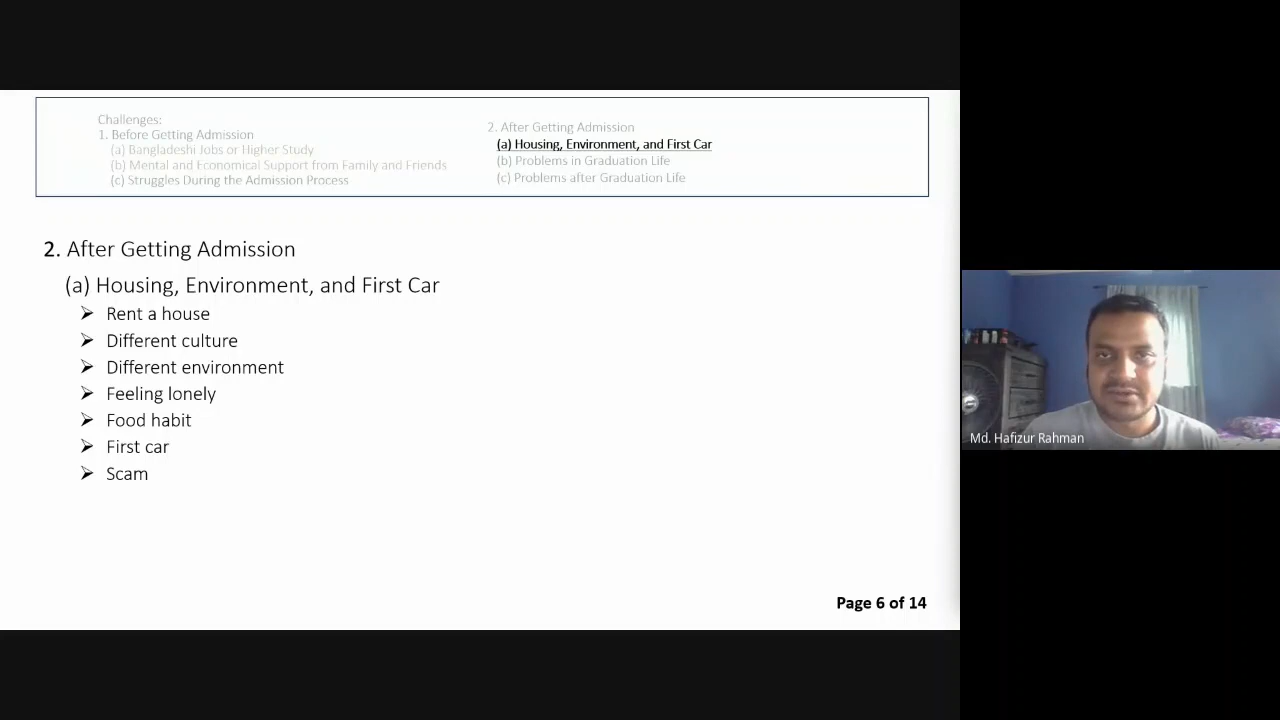 Challenges:
1. Before Getting Admission
(a) Bangladeshi Jobs or Higher Study
(b) Mental and Economical Support from Family and Friends
(c) Struggles During the Admission Process
2. After Getting Admission
(a) Housing, Environment, and First Car
(b) Problems in Graduation Life
(c) Problems after Graduation Life
2. After Getting Admission
(a) Housing, Environment, and First Car
➢ Rent a house
➢ Different culture
➢ Different environment
➢ Feeling lonely
➢ Food habit
➢ First car
➢ Scam
Page 6 of 14
Md. Hafizur Rahman